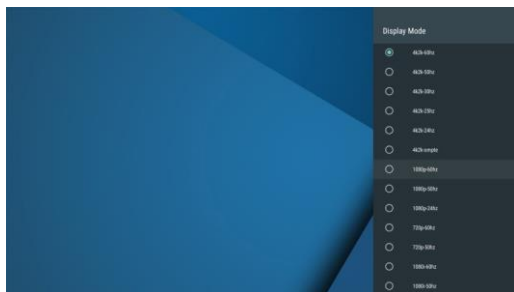 Display Mode
4k2k-60hz
4k2k-50hz
4k2k-30hz
4k2k-25hz
4k2k-24hz
4k2k-smpte
1080p-60hz
1080p-50hz
1080p-24hz
720p-60hz
720p-50hz
1080i-60hz
1080i-50hz